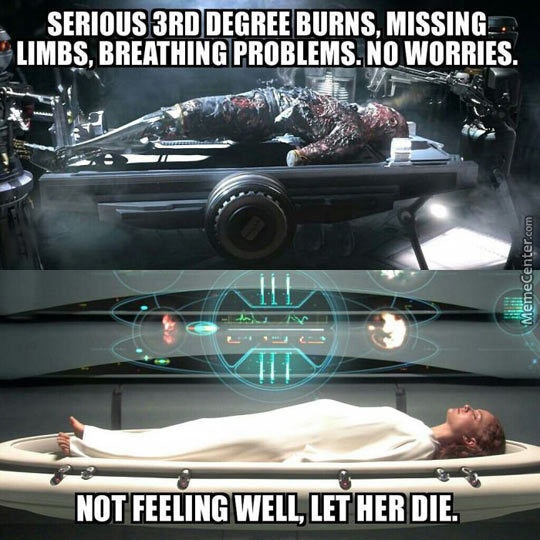 SERIOUS 3RD DEGREE BURNS, MISSING
LIMBS, BREATHING PROBLEMS. NO WORRIES.
MemeCenter.com
NOT FEELING WELL, LET HER DIE.